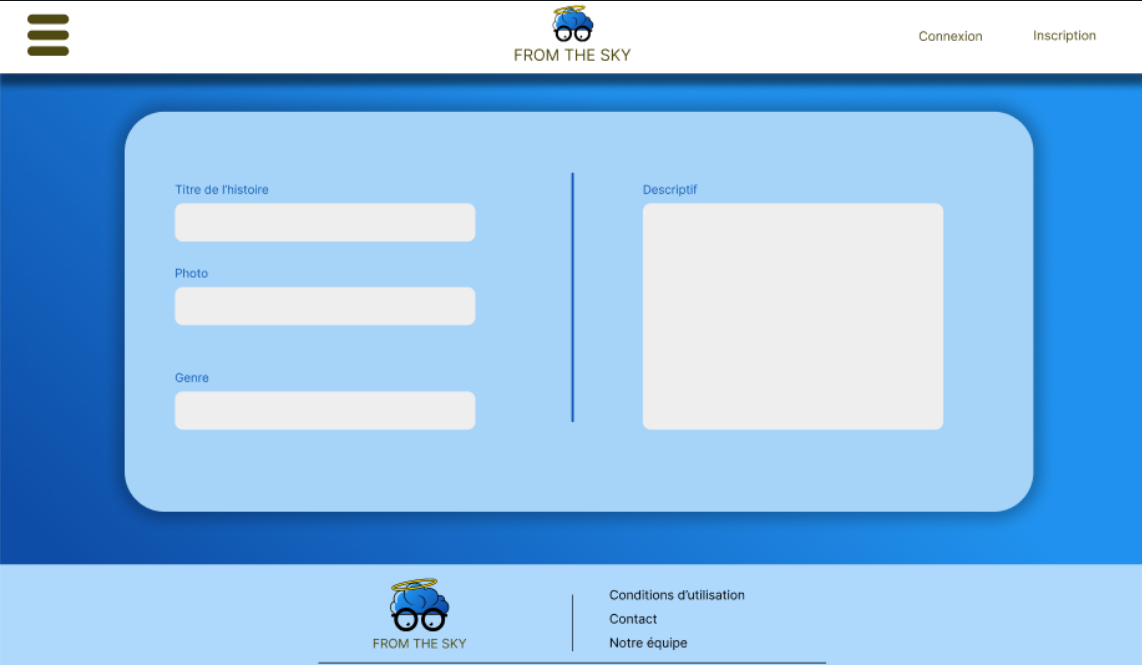 FROM THE SKY
Connexion
Inscription
Titre de l'histoire
Photo
Genre
Descriptif
FROM THE SKY
Conditions d'utilisation
Contact
Notre équipe